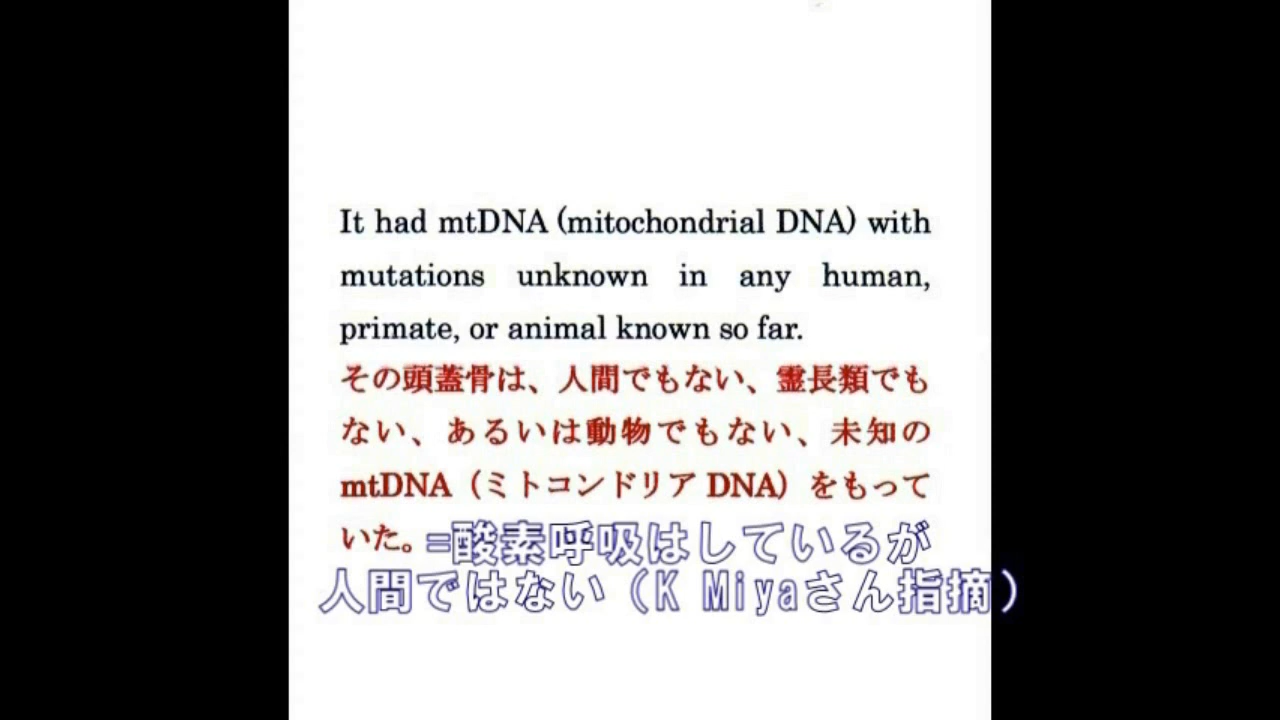 It had mtDNA (mitochondrial DNA) with
mutations unknown in any human,
primate, or animal known so far.
その頭蓋骨は、人間でもない、霊長類でも
ない、あるいは動物でもない、未知の
mtDNA（ミトコンドリア DNA）をもって
いた。=酸素呼吸はしているが
人間ではない（K Miyaさん指摘）